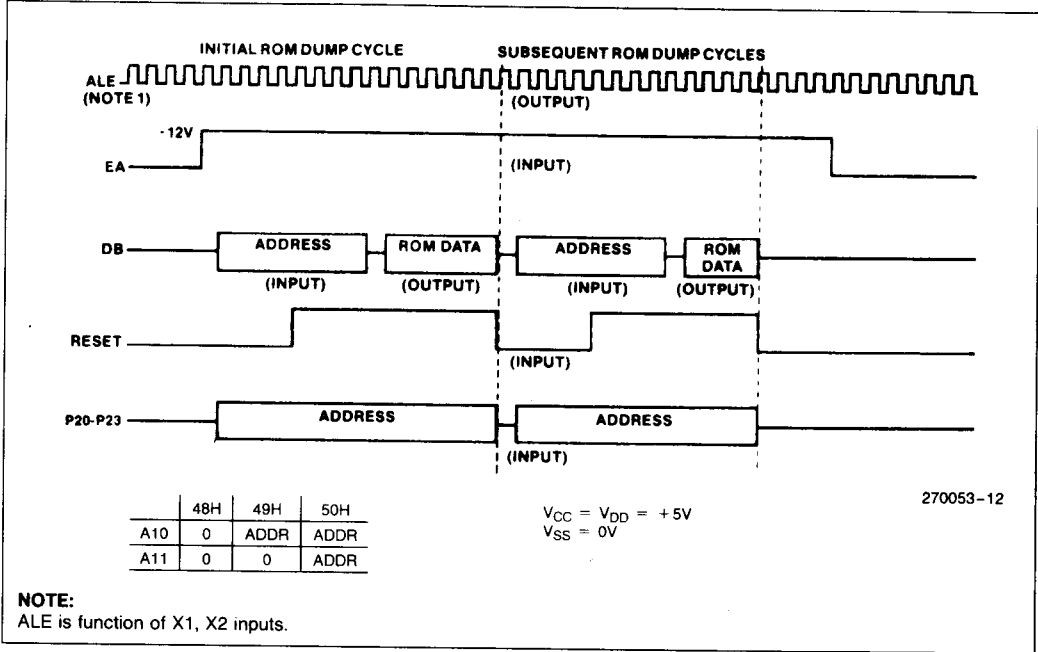 INITIAL ROM DUMP CYCLE
SUBSEQUENT ROM DUMP CYCLES
ALE
(NOTE 1)
(OUTPUT)
-12V
EA
(INPUT)
DB
ADDRESS
ROM DATA
ADDRESS
ROM
DATA
(INPUT)
(OUTPUT)
(INPUT)
(OUTPUT)
RESET
(INPUT)
P20-P23
ADDRESS
ADDRESS
(INPUT)
270053-12
48H 49H 50H
A10 0 ADDR ADDR
A11 0 0 ADDR
VCC = VDD = +5V
VSS = 0V
NOTE:
ALE is function of X1, X2 inputs.